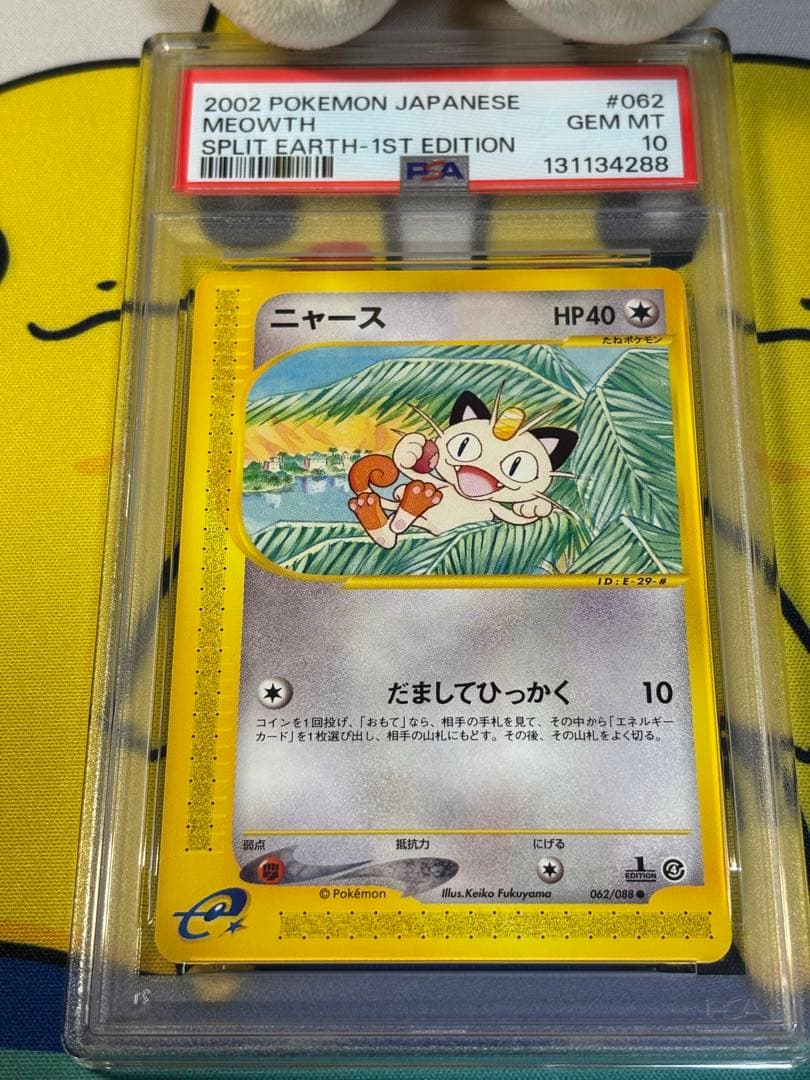 2002 POKEMON JAPANESE #062
MEOWTH GEM MT
SPLIT EARTH-1ST EDITION 10
PSA 131134288
ニャース HP40
たねポケモン
ID:E-29-#
だましてひっかく 10
コインを1回投げ、「おもて」なら、相手の手札を見て、その中から「エネルギー
カード」を1枚選び出し、相手の山札にもどす。その後、その山札をよく切る。
弱点 抵抗力 にげる
1
EDITION
© Pokémon Illus.Keiko Fukuyama 062/088
e
PSA